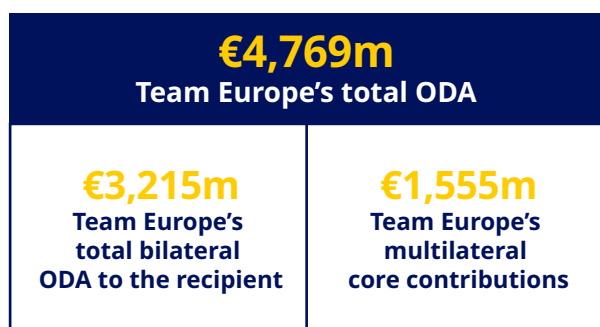 €4,769m
Team Europe’s total ODA
€3,215m
Team Europe’s
total bilateral
ODA to the recipient
€1,555m
Team Europe’s
multilateral
core contributions